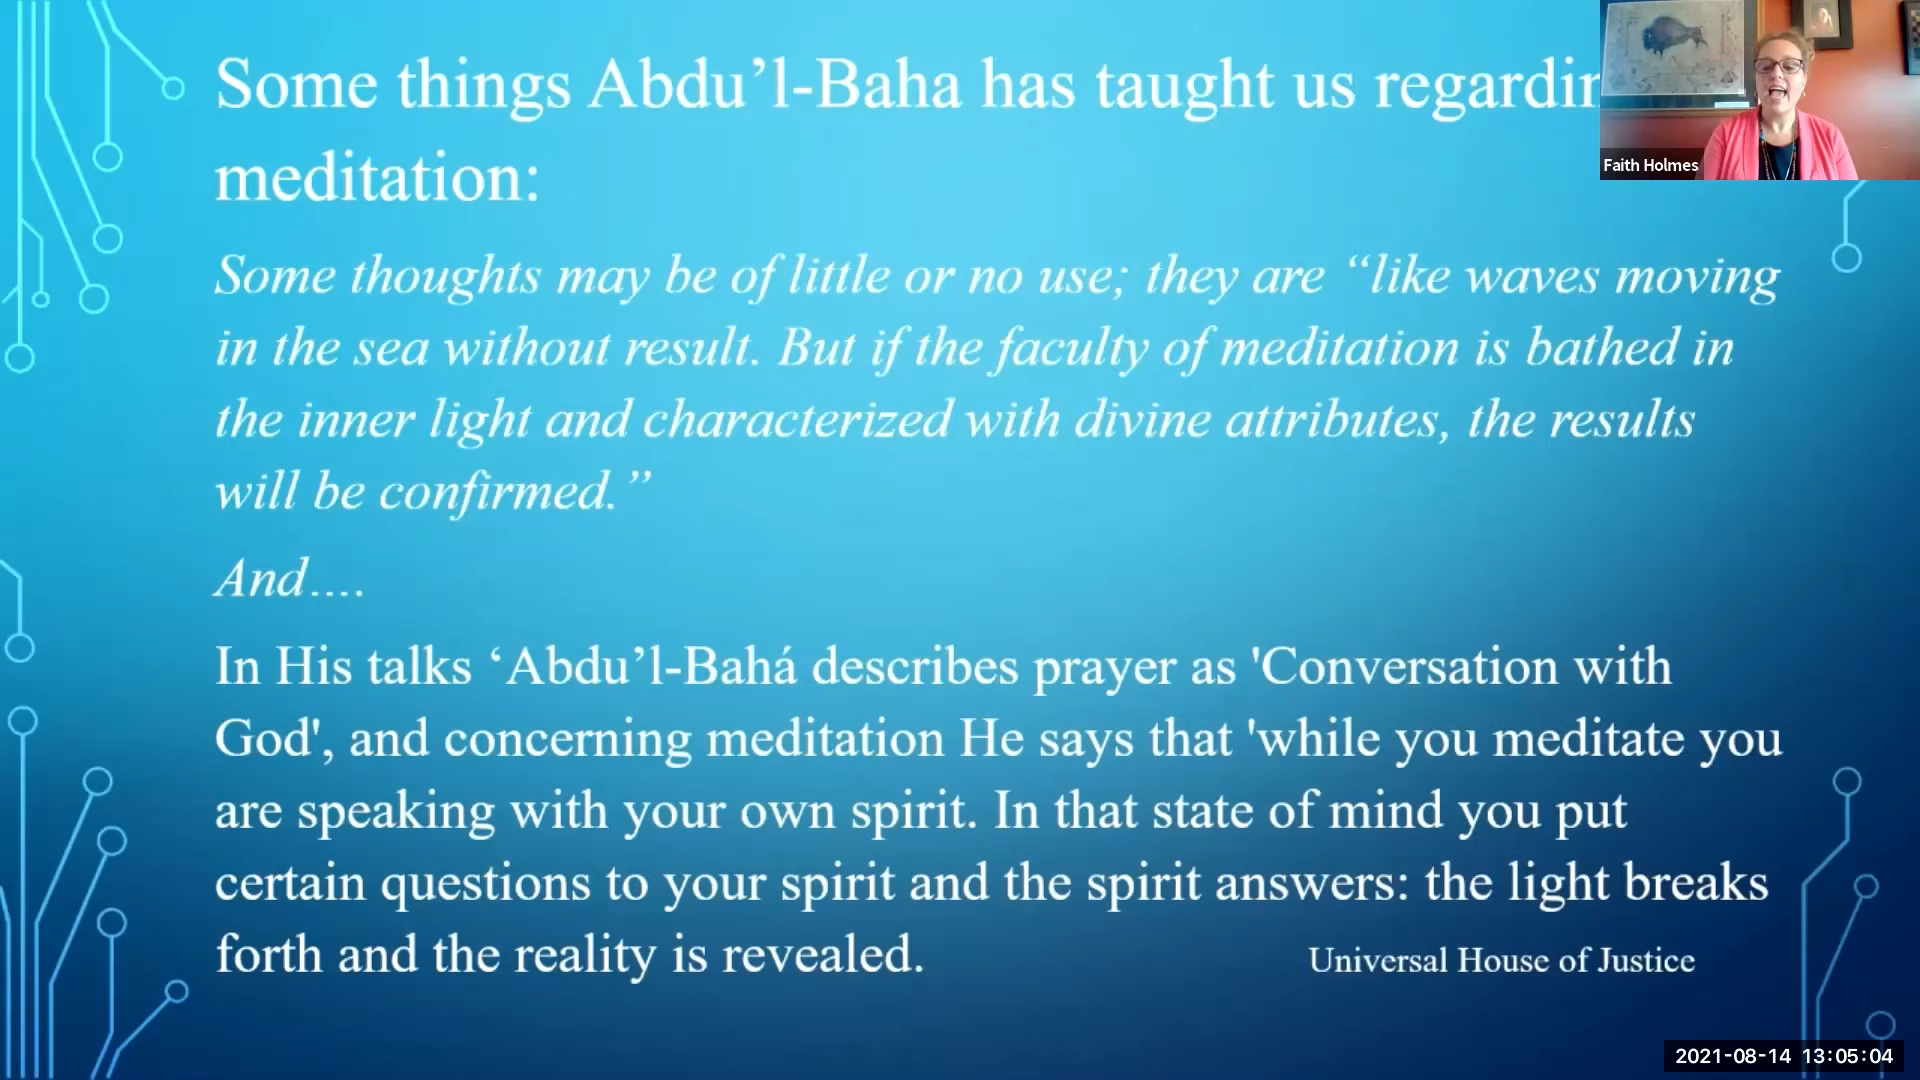 Some things Abdu’l-Baha has taught us regardin
meditation:
Some thoughts may be of little or no use; they are “like waves moving
in the sea without result. But if the faculty of meditation is bathed in
the inner light and characterized with divine attributes, the results
will be confirmed.”
And....
In His talks ‘Abdu’l-Bahá describes prayer as 'Conversation with
God', and concerning meditation He says that 'while you meditate you
are speaking with your own spirit. In that state of mind you put
certain questions to your spirit and the spirit answers: the light breaks
forth and the reality is revealed.
Universal House of Justice
Faith Holmes
2021-08-14 13:05:04